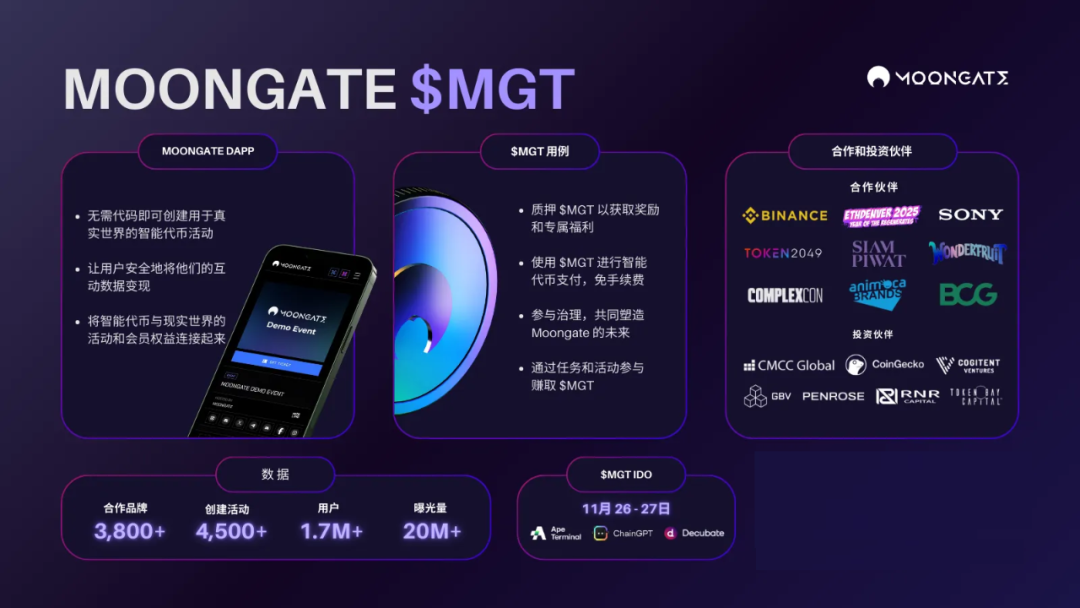 MOONGATE $MGT
MOONGATE
MOONGATE DAPP
无需代码即可创建用于真
实世界的智能代币活动
让用户安全地将他们的互
动数据变现
将智能代币与现实世界的
活动和会员权益连接起来
MOONGATE
Demo Event
MOONGATE DEMO EVENT
MOONGATE
$MGT 用例
质押 $MGT 以获取奖励
和专属福利
使用 $MGT 进行智能
代币支付，免手续费
参与治理，共同塑造
Moongate 的未来
通过任务和活动参与
赚取 $MGT
合作和投资伙伴
合作伙伴
BINANCE
ETHDENVER 2025
YEAR OF THE REGENERATES
SONY
TOKEN2049
SIAM
PIWAT
WONDERFRUIT
COMPLEXCON
animoca
BRANDS
BCG
投资伙伴
CMCC Global
CoinGecko
COGITENT
VENTURES
GBV
PENROSE
RNR
CAPITAL
TOKEN BAY
CAPITAL
数据
合作品牌
3,800+
创建活动
4,500+
用户
1.7M+
曝光量
20M+
$MGT IDO
11月 26 - 27日
Ape
Terminal
ChainGPT
Decubate